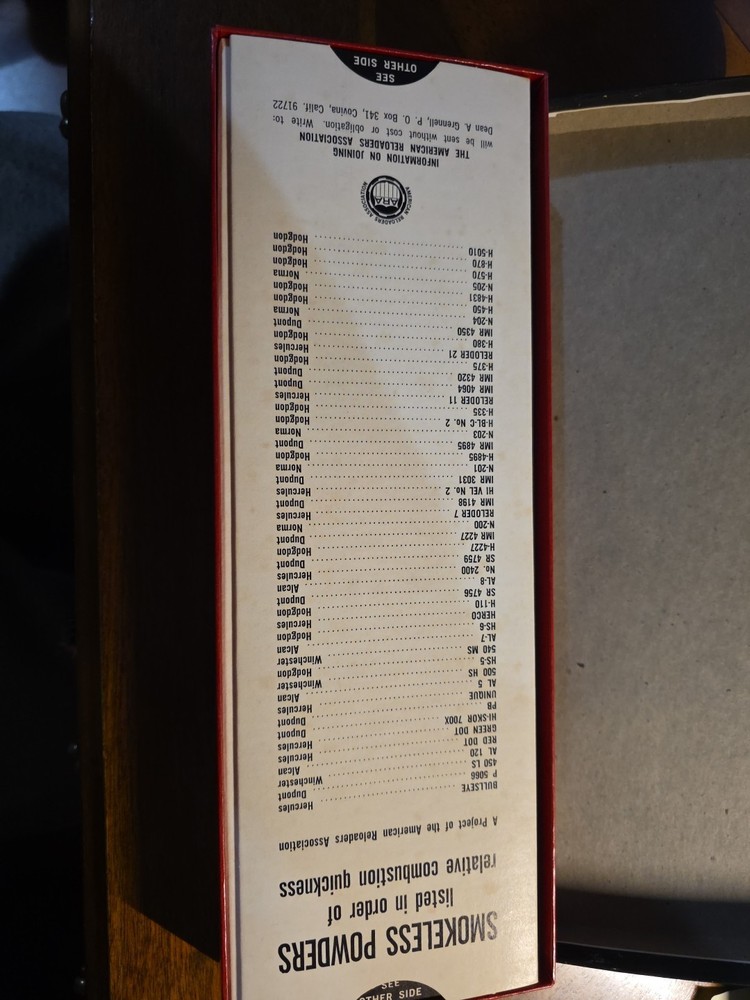 SEE
OTHER SIDE
SMOKELESS POWDERS
listed in order of
relative combustion quickness
A Project of the American Reloaders Association
BULLSEYE ........ Hercules
P 5066 ........ Dupont
450 LS ........ Winchester
AL 120 ........ Alcan
RED DOT ........ Hercules
GREEN DOT ........ Hercules
HI-SKOR 700X ........ Dupont
PB ........ Dupont
UNIQUE ........ Hercules
AL 5 ........ Alcan
500 HS ........ Winchester
HS-5 ........ Hodgdon
540 MS ........ Winchester
AL-7 ........ Alcan
HS-6 ........ Hodgdon
HERCO ........ Hercules
H-110 ........ Hodgdon
SR 4756 ........ Dupont
AL-8 ........ Alcan
No. 2400 ........ Hercules
SR 4759 ........ Dupont
H-4227 ........ Hodgdon
IMR 4227 ........ Dupont
N-200 ........ Norma
RELODER 7 ........ Hercules
IMR 4198 ........ Dupont
HI VEL No. 2 ........ Hercules
IMR 3031 ........ Dupont
N-201 ........ Norma
H-4895 ........ Hodgdon
IMR 4895 ........ Dupont
N-203 ........ Norma
H-BL-C No. 2 ........ Hodgdon
H-335 ........ Hodgdon
RELODER 11 ........ Hercules
IMR 4064 ........ Dupont
IMR 4320 ........ Dupont
H-375 ........ Hodgdon
RELODER 21 ........ Hercules
H-380 ........ Hodgdon
IMR 4350 ........ Dupont
N-204 ........ Norma
H-450 ........ Hodgdon
H-4831 ........ Hodgdon
N-205 ........ Norma
H-570 ........ Hodgdon
H-870 ........ Hodgdon
H-5010 ........ Hodgdon
AMERICAN RELOADERS ASSOCIATION
ARA
INFORMATION ON JOINING
THE AMERICAN RELOADERS ASSOCIATION
will be sent without cost or obligation. Write to:
Dean A. Grennell, P. O. Box 341, Covina, Calif. 91722
SEE
OTHER SIDE